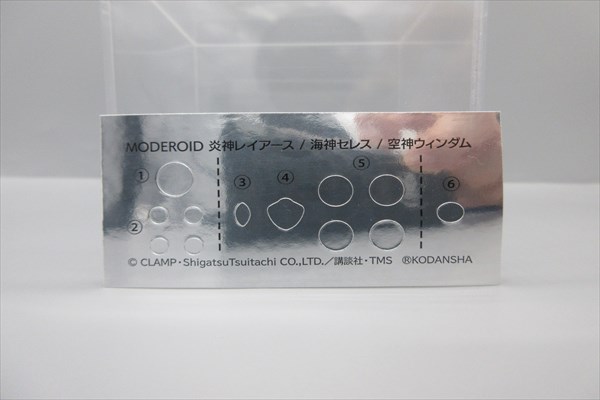 MODEROID 炎神レイアース / 海神セレス / 空神ウィンダム
① ③ ④ ⑤ ⑥
②
© CLAMP・ShigatsuTsuitachi CO.,LTD.／講談社・TMS ®KODANSHA